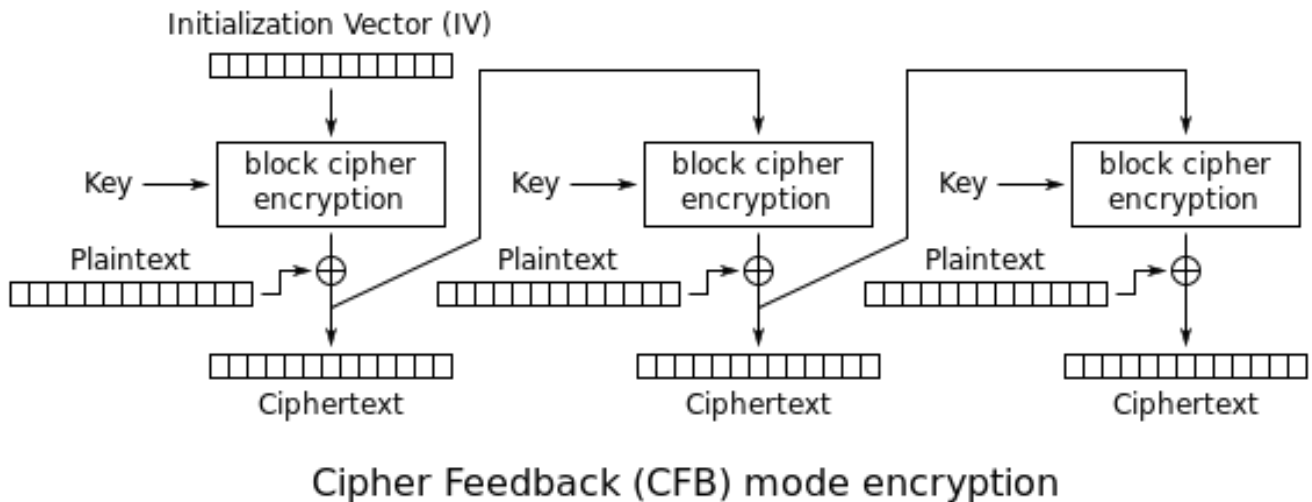 Initialization Vector (IV)
Key
block cipher
encryption
Key
block cipher
encryption
Key
block cipher
encryption
Plaintext
Plaintext
Plaintext
Ciphertext
Ciphertext
Ciphertext
Cipher Feedback (CFB) mode encryption